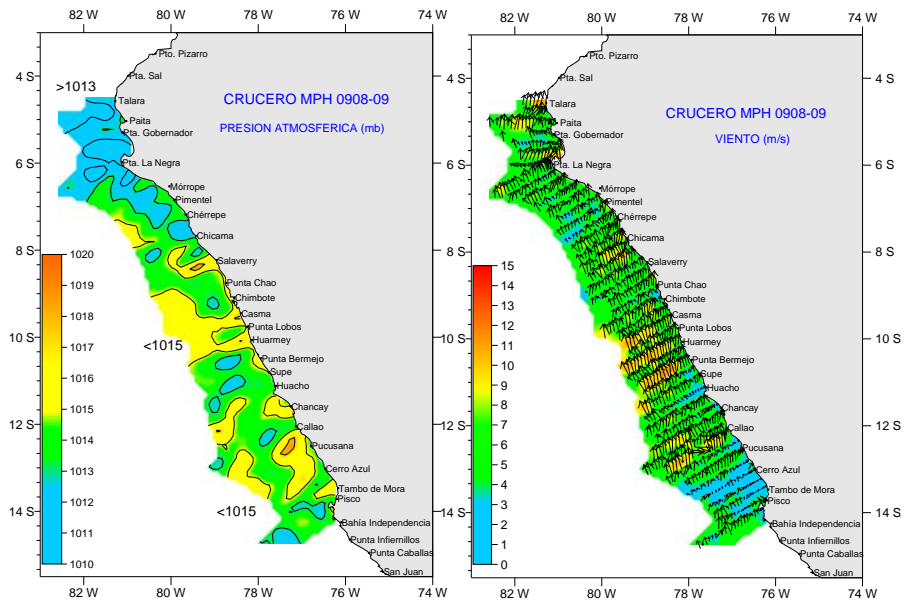 82 W 80 W 78 W 76 W 74 W
4 S
6 S
8 S
10 S
12 S
14 S
>1013
CRUCERO MPH 0908-09
PRESION ATMOSFERICA (mb)
Pto. Pizarro
Pta. Sal
Talara
Paita
Pta. Gobernador
Pta. La Negra
Mórrope
Pimentel
Chérrepe
Chicama
Salaverry
Punta Chao
Chimbote
Casma
Punta Lobos
Huarmey
Punta Bermejo
Supe
Huacho
Chancay
Callao
Pucusana
Cerro Azul
Tambo de Mora
Pisco
Bahía Independencia
Punta Infiernillos
Punta Caballas
San Juan
<1015
<1015
1020
1019
1018
1017
1016
1015
1014
1013
1012
1011
1010
82 W 80 W 78 W 76 W 74 W
82 W 80 W 78 W 76 W 74 W
4 S
6 S
8 S
10 S
12 S
14 S
CRUCERO MPH 0908-09
VIENTO (m/s)
Pto. Pizarro
Pta. Sal
Talara
Paita
Pta. Gobernador
Pta. La Negra
Mórrope
Pimentel
Chérrepe
Chicama
Salaverry
Punta Chao
Chimbote
Casma
Punta Lobos
Huarmey
Punta Bermejo
Supe
Huacho
Chancay
Callao
Pucusana
Cerro Azul
Tambo de Mora
Pisco
Bahía Independencia
Punta Infiernillos
Punta Caballas
San Juan
15
14
13
12
11
10
9
8
7
6
5
4
3
2
1
0
82 W 80 W 78 W 76 W 74 W